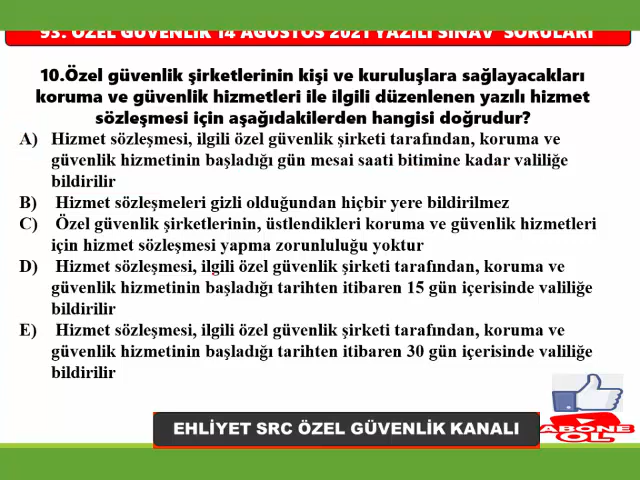 93. ÖZEL GÜVENLİK 14 AĞUSTOS 2021 YAZILI SINAV SORULARI
10.Özel güvenlik şirketlerinin kişi ve kuruluşlara sağlayacakları
koruma ve güvenlik hizmetleri ile ilgili düzenlenen yazılı hizmet
sözleşmesi için aşağıdakilerden hangisi doğrudur?
A) Hizmet sözleşmesi, ilgili özel güvenlik şirketi tarafından, koruma ve
güvenlik hizmetinin başladığı gün mesai saati bitimine kadar valiliğe
bildirilir
B) Hizmet sözleşmeleri gizli olduğundan hiçbir yere bildirilmez
C) Özel güvenlik şirketlerinin, üstlendikleri koruma ve güvenlik hizmetleri
için hizmet sözleşmesi yapma zorunluluğu yoktur
D) Hizmet sözleşmesi, ilgili özel güvenlik şirketi tarafından, koruma ve
güvenlik hizmetinin başladığı tarihten itibaren 15 gün içerisinde valiliğe
bildirilir
E) Hizmet sözleşmesi, ilgili özel güvenlik şirketi tarafından, koruma ve
güvenlik hizmetinin başladığı tarihten itibaren 30 gün içerisinde valiliğe
bildirilir
EHLİYET SRC ÖZEL GÜVENLİK KANALI
ABONE
OL